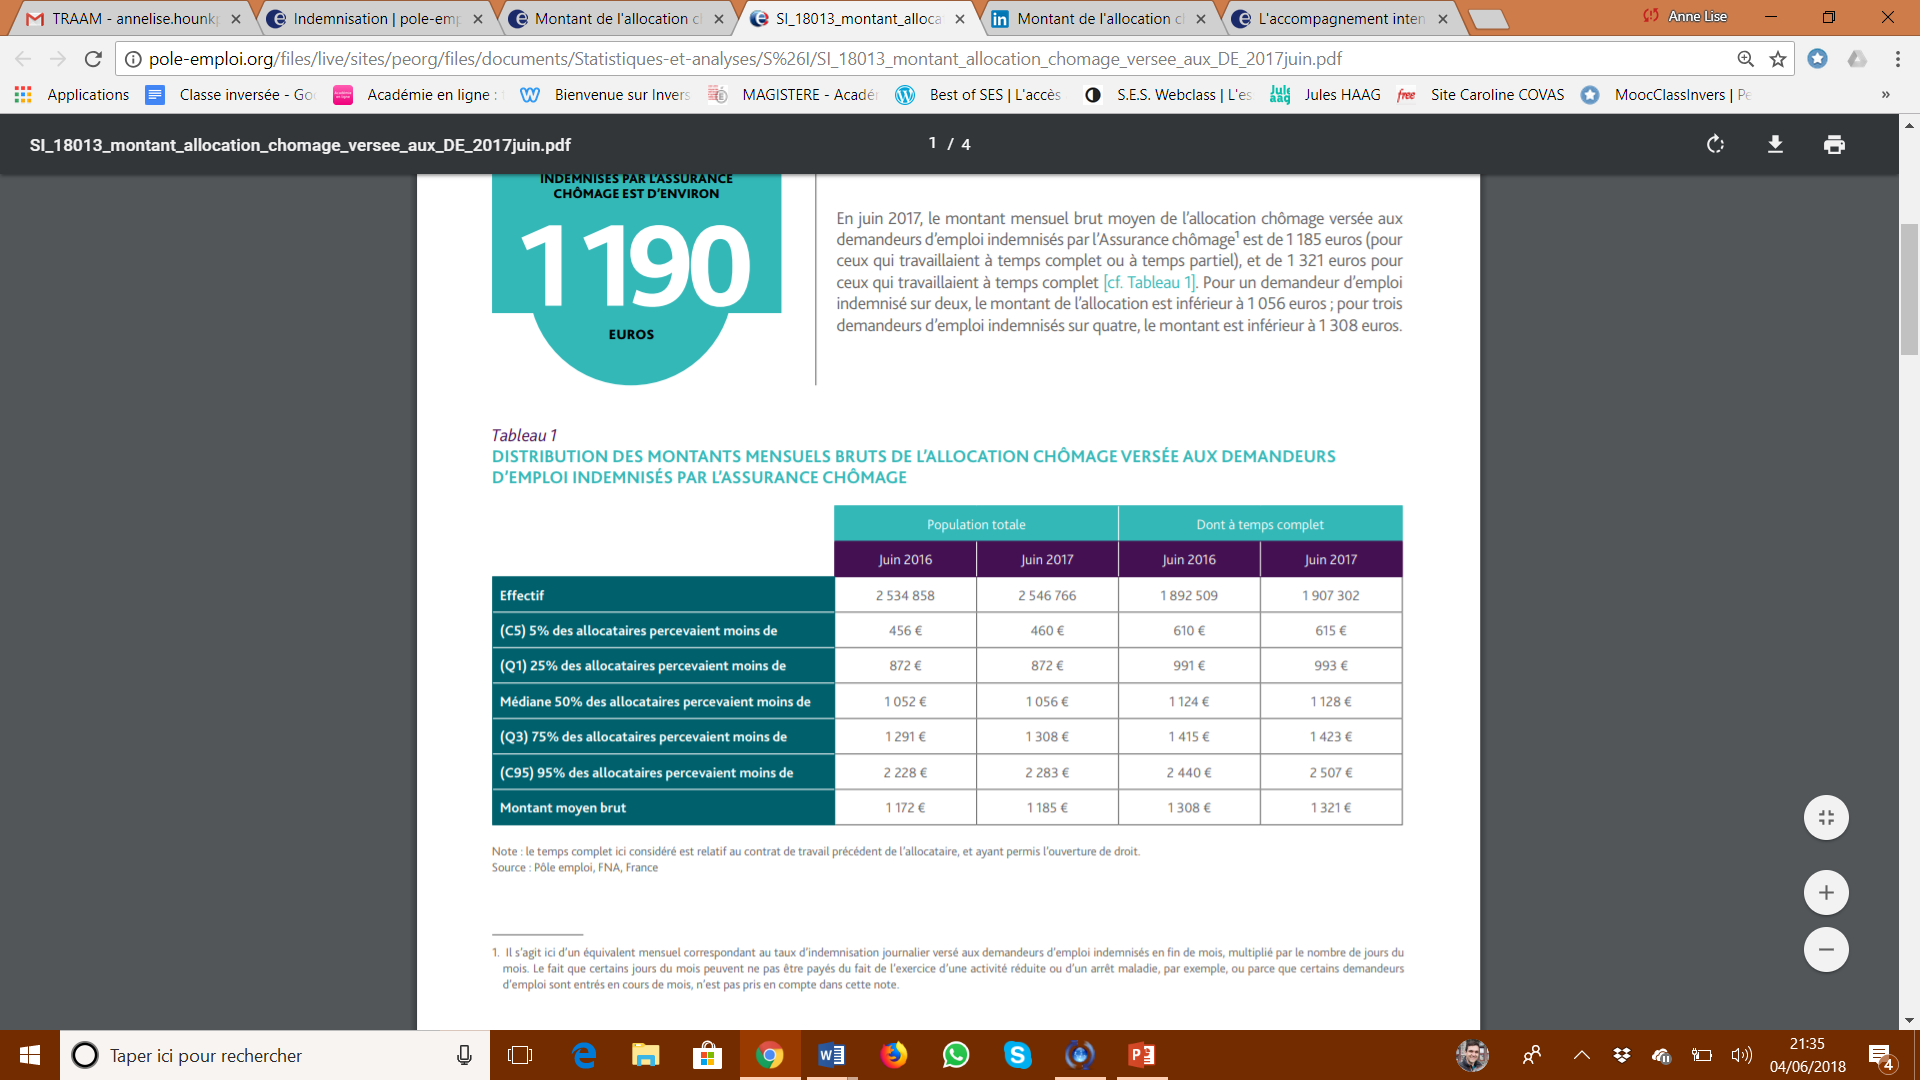 TRAAM - annelise.hounkp
Indemnisation | pole-emp
Montant de l'allocation c
SI_18013_montant_alloca
Montant de l'allocation c
L'accompagnement inten
Anne Lise
pole-emploi.org/files/live/sites/peorg/files/documents/Statistiques-et-analyses/S%26I/SI_18013_montant_allocation_chomage_versee_aux_DE_2017juin.pdf
Applications
Classe inversée - Goo
Académie en ligne :
Bienvenue sur Invers
MAGISTERE - Acadé
Best of SES | L'accès
S.E.S. Webclass | L'es
Jules HAAG
free Site Caroline COVAS
MoocClassInvers | Pe
»
SI_18013_montant_allocation_chomage_versee_aux_DE_2017juin.pdf
1 / 4
INDEMNISÉS PAR L'ASSURANCE
CHÔMAGE EST D'ENVIRON
1190
EUROS
En juin 2017, le montant mensuel brut moyen de l'allocation chômage versée aux
demandeurs d'emploi indemnisés par l'Assurance chômage¹ est de 1 185 euros (pour
ceux qui travaillaient à temps complet ou à temps partiel), et de 1 321 euros pour
ceux qui travaillaient à temps complet [cf. Tableau 1]. Pour un demandeur d'emploi
indemnisé sur deux, le montant de l'allocation est inférieur à 1 056 euros ; pour trois
demandeurs d'emploi indemnisés sur quatre, le montant est inférieur à 1 308 euros.
Tableau 1
DISTRIBUTION DES MONTANTS MENSUELS BRUTS DE L'ALLOCATION CHÔMAGE VERSÉE AUX DEMANDEURS
D'EMPLOI INDEMNISÉS PAR L'ASSURANCE CHÔMAGE
Population totale Dont à temps complet
Juin 2016 Juin 2017 Juin 2016 Juin 2017
Effectif 2 534 858 2 546 766 1 892 509 1 907 302
(C5) 5% des allocataires percevaient moins de 456 € 460 € 610 € 615 €
(Q1) 25% des allocataires percevaient moins de 872 € 872 € 991 € 993 €
Médiane 50% des allocataires percevaient moins de 1 052 € 1 056 € 1 124 € 1 128 €
(Q3) 75% des allocataires percevaient moins de 1 291 € 1 308 € 1 415 € 1 423 €
(C95) 95% des allocataires percevaient moins de 2 228 € 2 283 € 2 440 € 2 507 €
Montant moyen brut 1 172 € 1 185 € 1 308 € 1 321 €
Note : le temps complet ici considéré est relatif au contrat de travail précédent de l'allocataire, et ayant permis l'ouverture de droit.
Source : Pôle emploi, FNA, France
1. Il s'agit ici d'un équivalent mensuel correspondant au taux d'indemnisation journalier versé aux demandeurs d'emploi indemnisés en fin de mois, multiplié par le nombre de jours du
mois. Le fait que certains jours du mois peuvent ne pas être payés du fait de l'exercice d'une activité réduite ou d'un arrêt maladie, par exemple, ou parce que certains demandeurs
d'emploi sont entrés en cours de mois, n'est pas pris en compte dans cette note.
Taper ici pour rechercher
21:35
04/06/2018
4